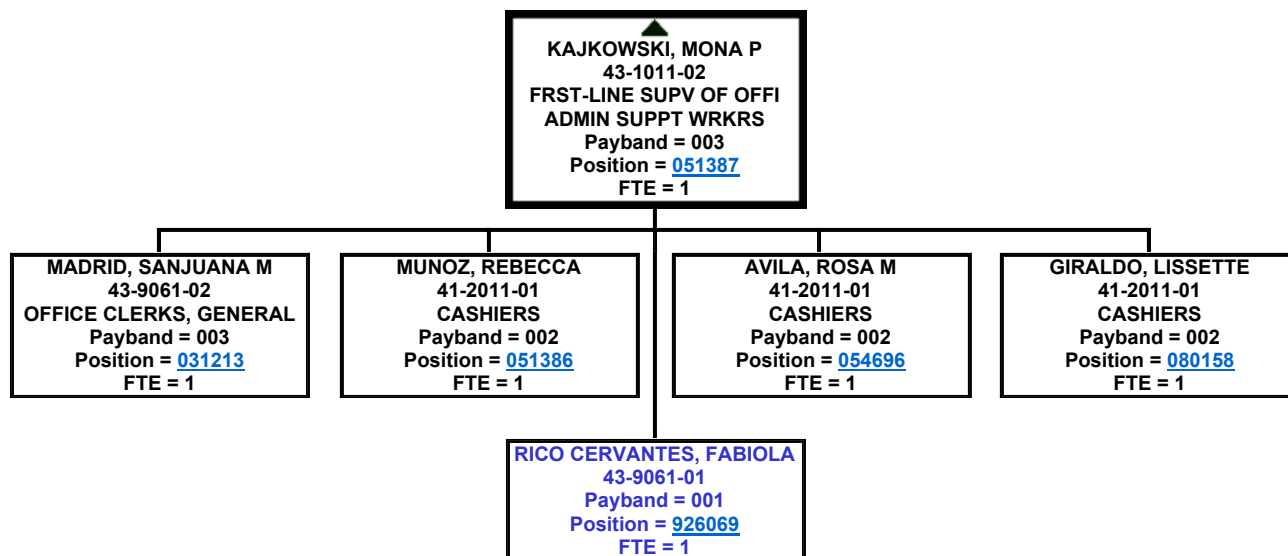 KAJKOWSKI, MONA P
43-1011-02
FRST-LINE SUPV OF OFFI
ADMIN SUPPT WRKRS
Payband = 003
Position = 051387
FTE = 1
MADRID, SANJUANA M
43-9061-02
OFFICE CLERKS, GENERAL
Payband = 003
Position = 031213
FTE = 1
MUNOZ, REBECCA
41-2011-01
CASHIERS
Payband = 002
Position = 051386
FTE = 1
AVILA, ROSA M
41-2011-01
CASHIERS
Payband = 002
Position = 054696
FTE = 1
GIRALDO, LISSETTE
41-2011-01
CASHIERS
Payband = 002
Position = 080158
FTE = 1
RICO CERVANTES, FABIOLA
43-9061-01
Payband = 001
Position = 926069
FTE = 1